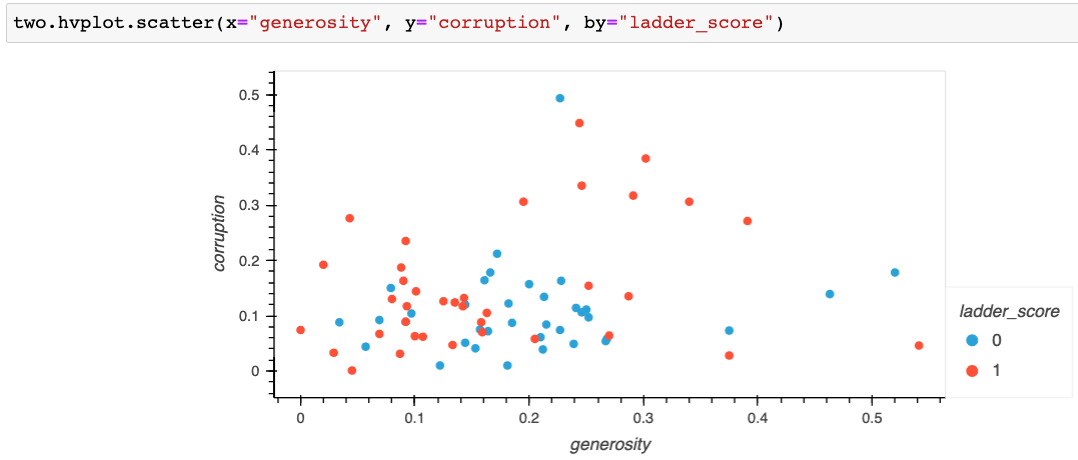 two.hvplot.scatter(x="generosity", y="corruption", by="ladder_score")
0.5
0.4
0.3
0.2
0.1
0
corruption
0 0.1 0.2 0.3 0.4 0.5
generosity
ladder_score
0
1